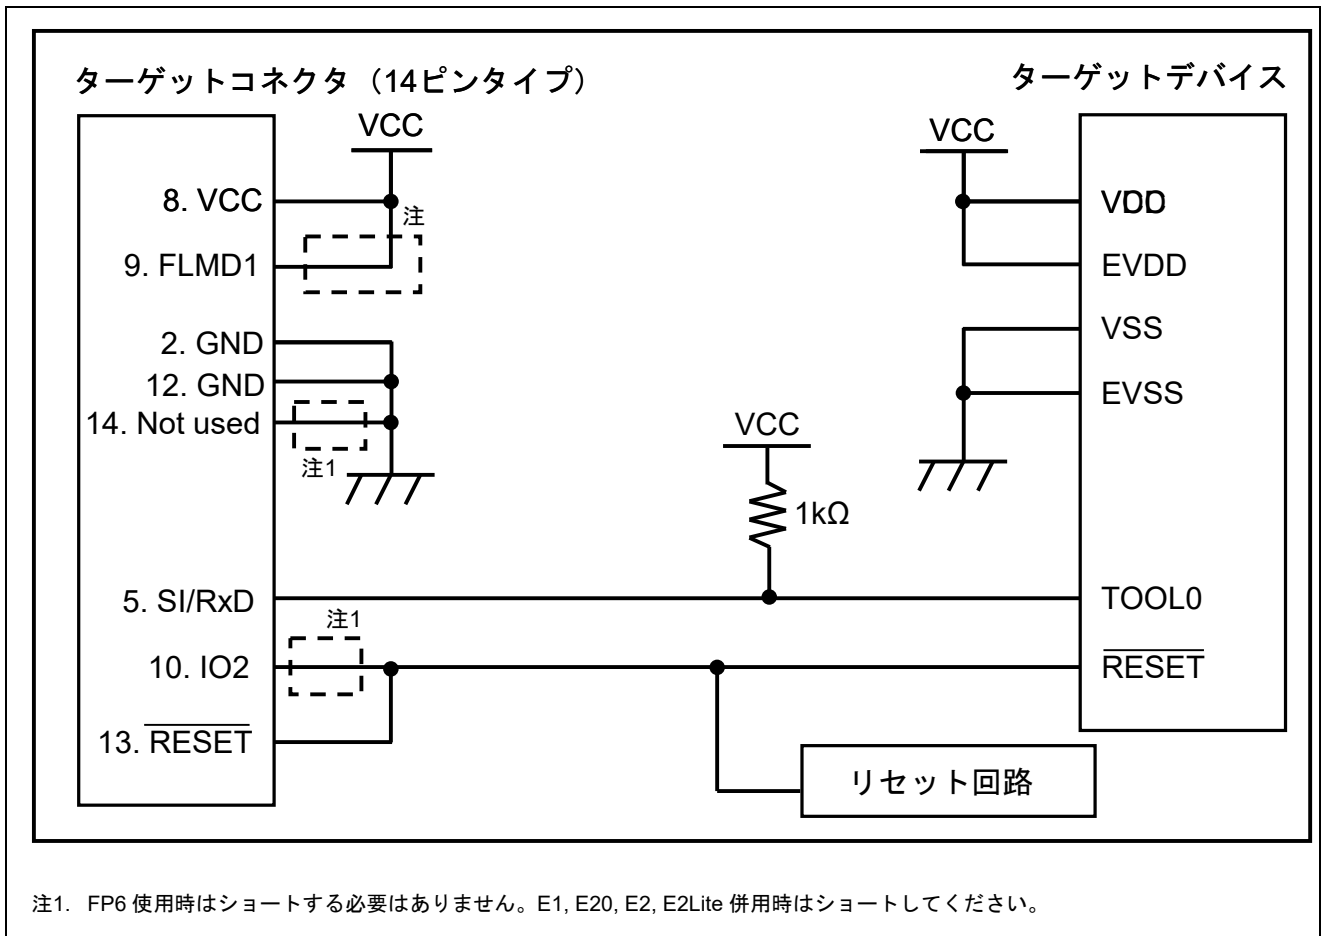 ターゲットコネクタ（14ピンタイプ）
ターゲットデバイス
VCC
VCC
8. VCC
注
9. FLMD1
2. GND
12. GND
14. Not used
注1
VDD
EVDD
VSS
EVSS
VCC
1kΩ
5. SI/RxD
TOOL0
注1
10. IO2
RESET
13. RESET
リセット回路
注1. FP6 使用時はショートする必要はありません。E1, E20, E2, E2Lite 併用時はショートしてください。